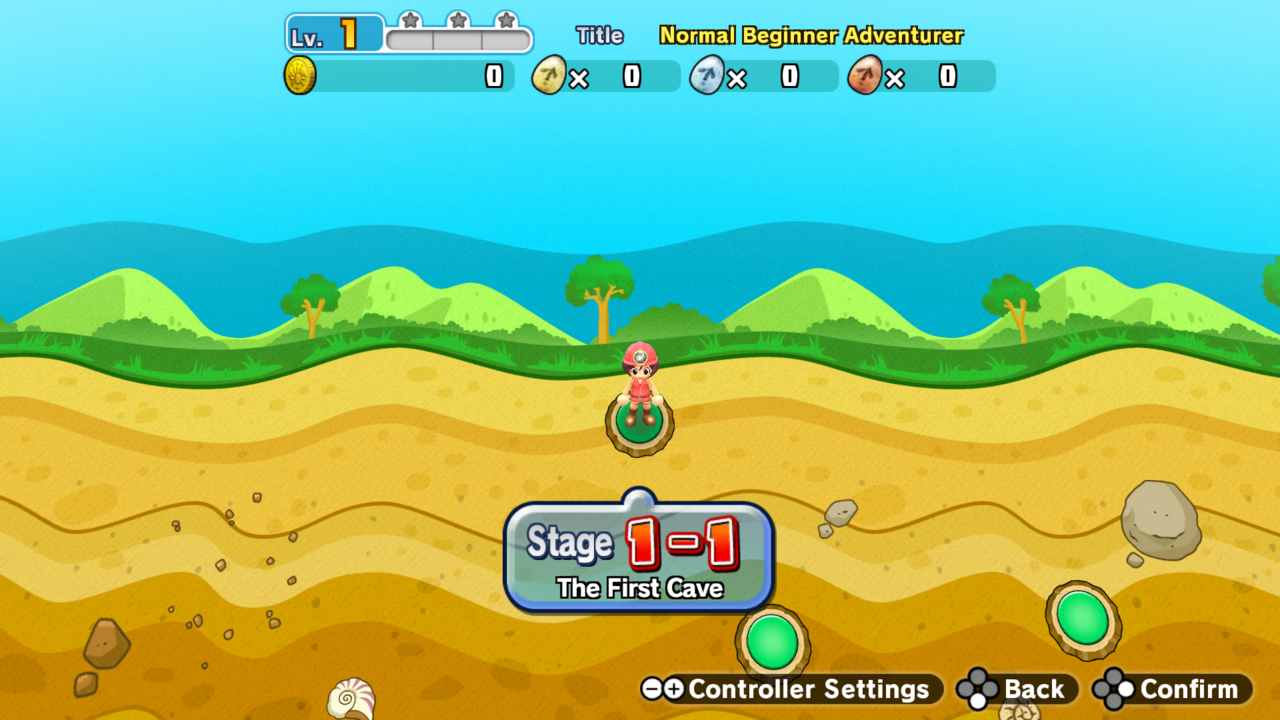 Lv. 1
Title Normal Beginner Adventurer
0 × 0 × 0 × 0
Stage 1-1
The First Cave
Controller Settings Back Confirm